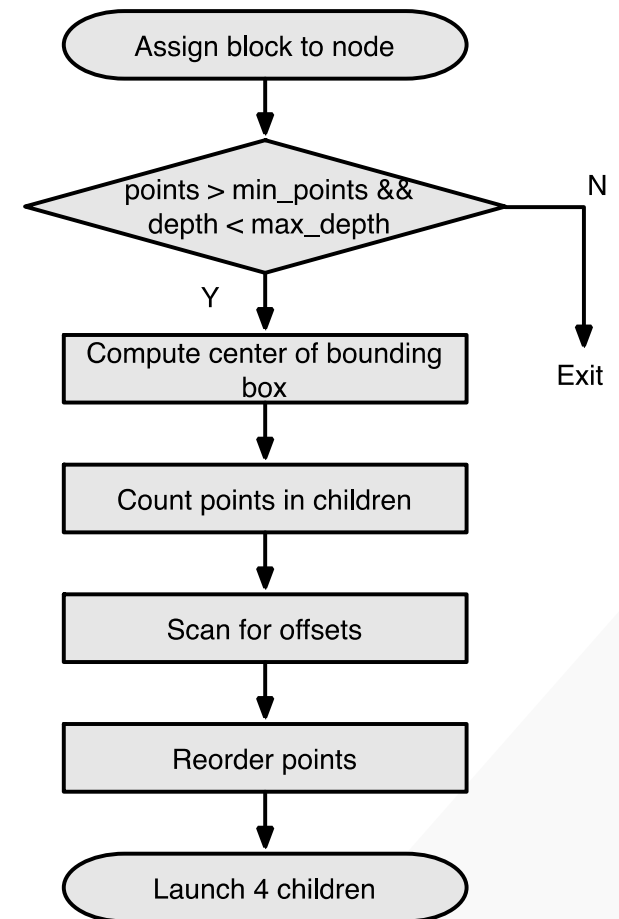 Assign block to node
points > min_points &&
depth < max_depth
N
Y
Compute center of bounding
box
Exit
Count points in children
Scan for offsets
Reorder points
Launch 4 children